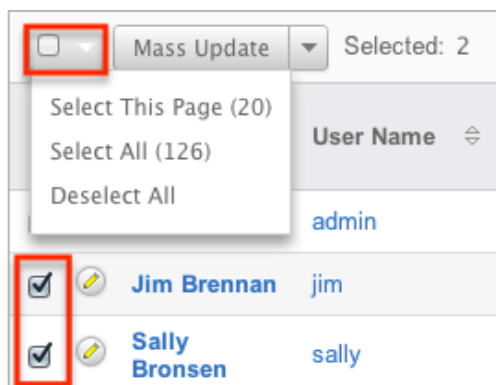 Mass Update Selected: 2
Select This Page (20)
Select All (126)
Deselect All
User Name
admin
Jim Brennan jim
Sally
Bronsen sally